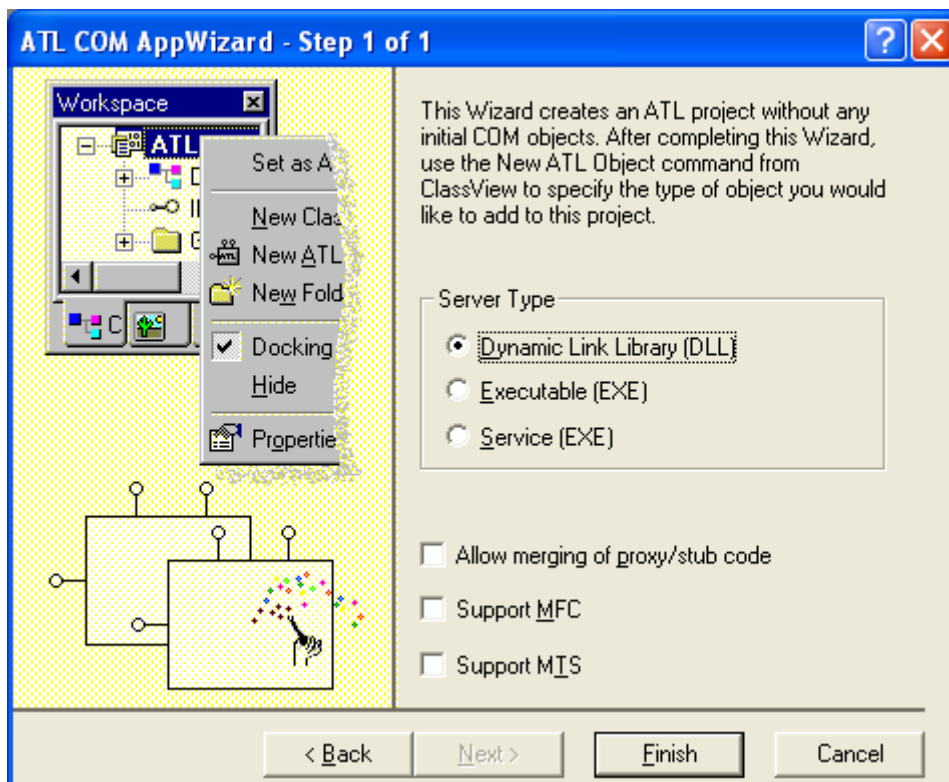 ATL COM AppWizard - Step 1 of 1
Workspace
ATL
Set as A
New Clas
New ATL
New Fold
C
Docking
Hide
Propertie
This Wizard creates an ATL project without any
initial COM objects. After completing this Wizard,
use the New ATL Object command from
ClassView to specify the type of object you would
like to add to this project.
Server Type
Dynamic Link Library (DLL)
Executable (EXE)
Service (EXE)
Allow merging of proxy/stub code
Support MFC
Support MTS
< Back
Next >
Finish
Cancel